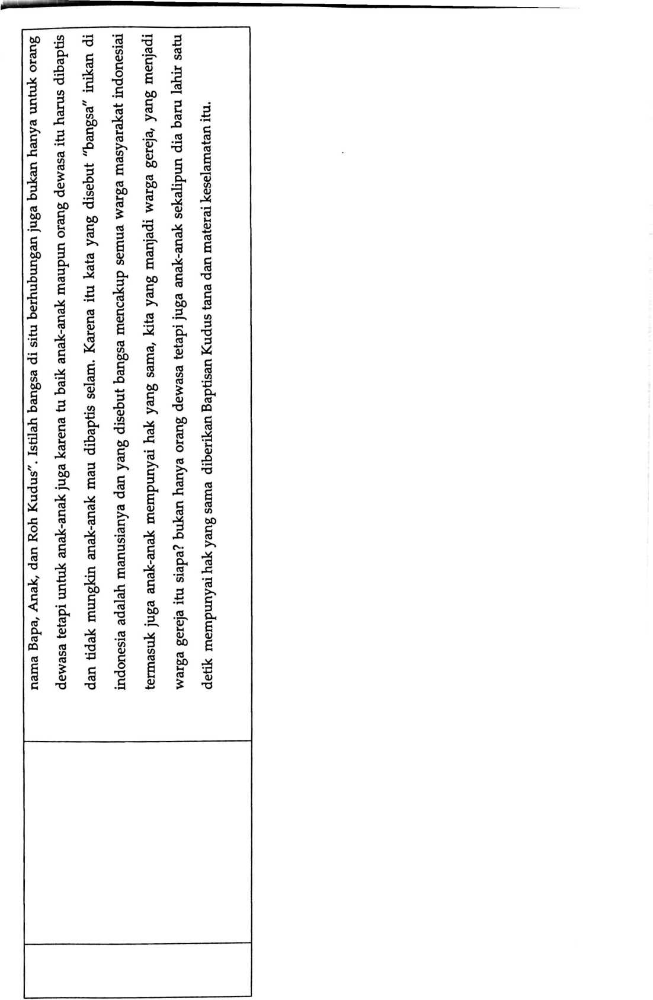 nama Bapa, Anak, dan Roh Kudus”. Istilah bangsa di situ berhubungan juga bukan hanya untuk orang
dewasa tetapi untuk anak-anak juga karena tu baik anak-anak maupun orang dewasa itu harus dibaptis
dan tidak mungkin anak-anak mau dibaptis selam. Karena itu kata yang disebut “bangsa” inikan di
indonesia adalah manusianya dan yang disebut bangsa mencakup semua warga masyarakat indonesiai
termasuk juga anak-anak mempunyai hak yang sama, kita yang manjadi warga gereja, yang menjadi
warga gereja itu siapa? bukan hanya orang dewasa tetapi juga anak-anak sekalipun dia baru lahir satu
detik mempunyai hak yang sama diberikan Baptisan Kudus tana dan materai keselamatan itu.